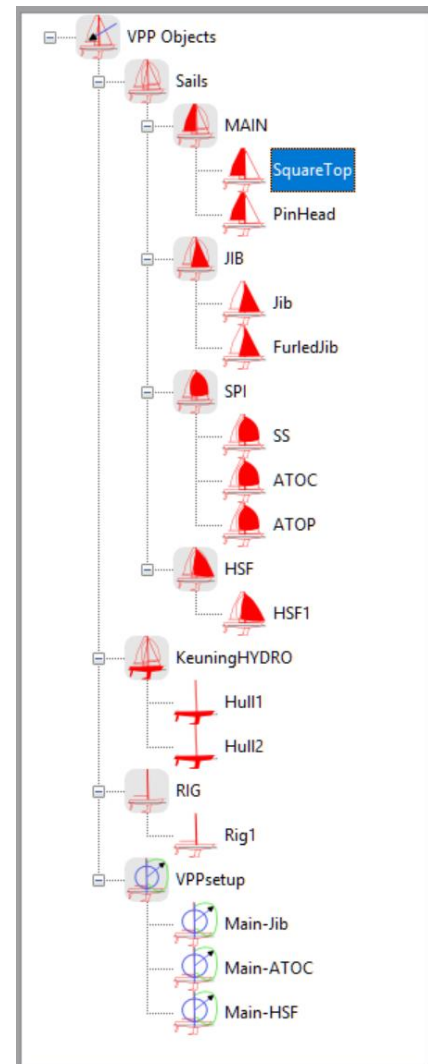 VPP Objects
Sails
MAIN
SquareTop
PinHead
JIB
Jib
FurledJib
SPI
SS
ATOC
ATOP
HSF
HSF1
KeuningHYDRO
Hull1
Hull2
RIG
Rig1
VPPsetup
Main-Jib
Main-ATOC
Main-HSF